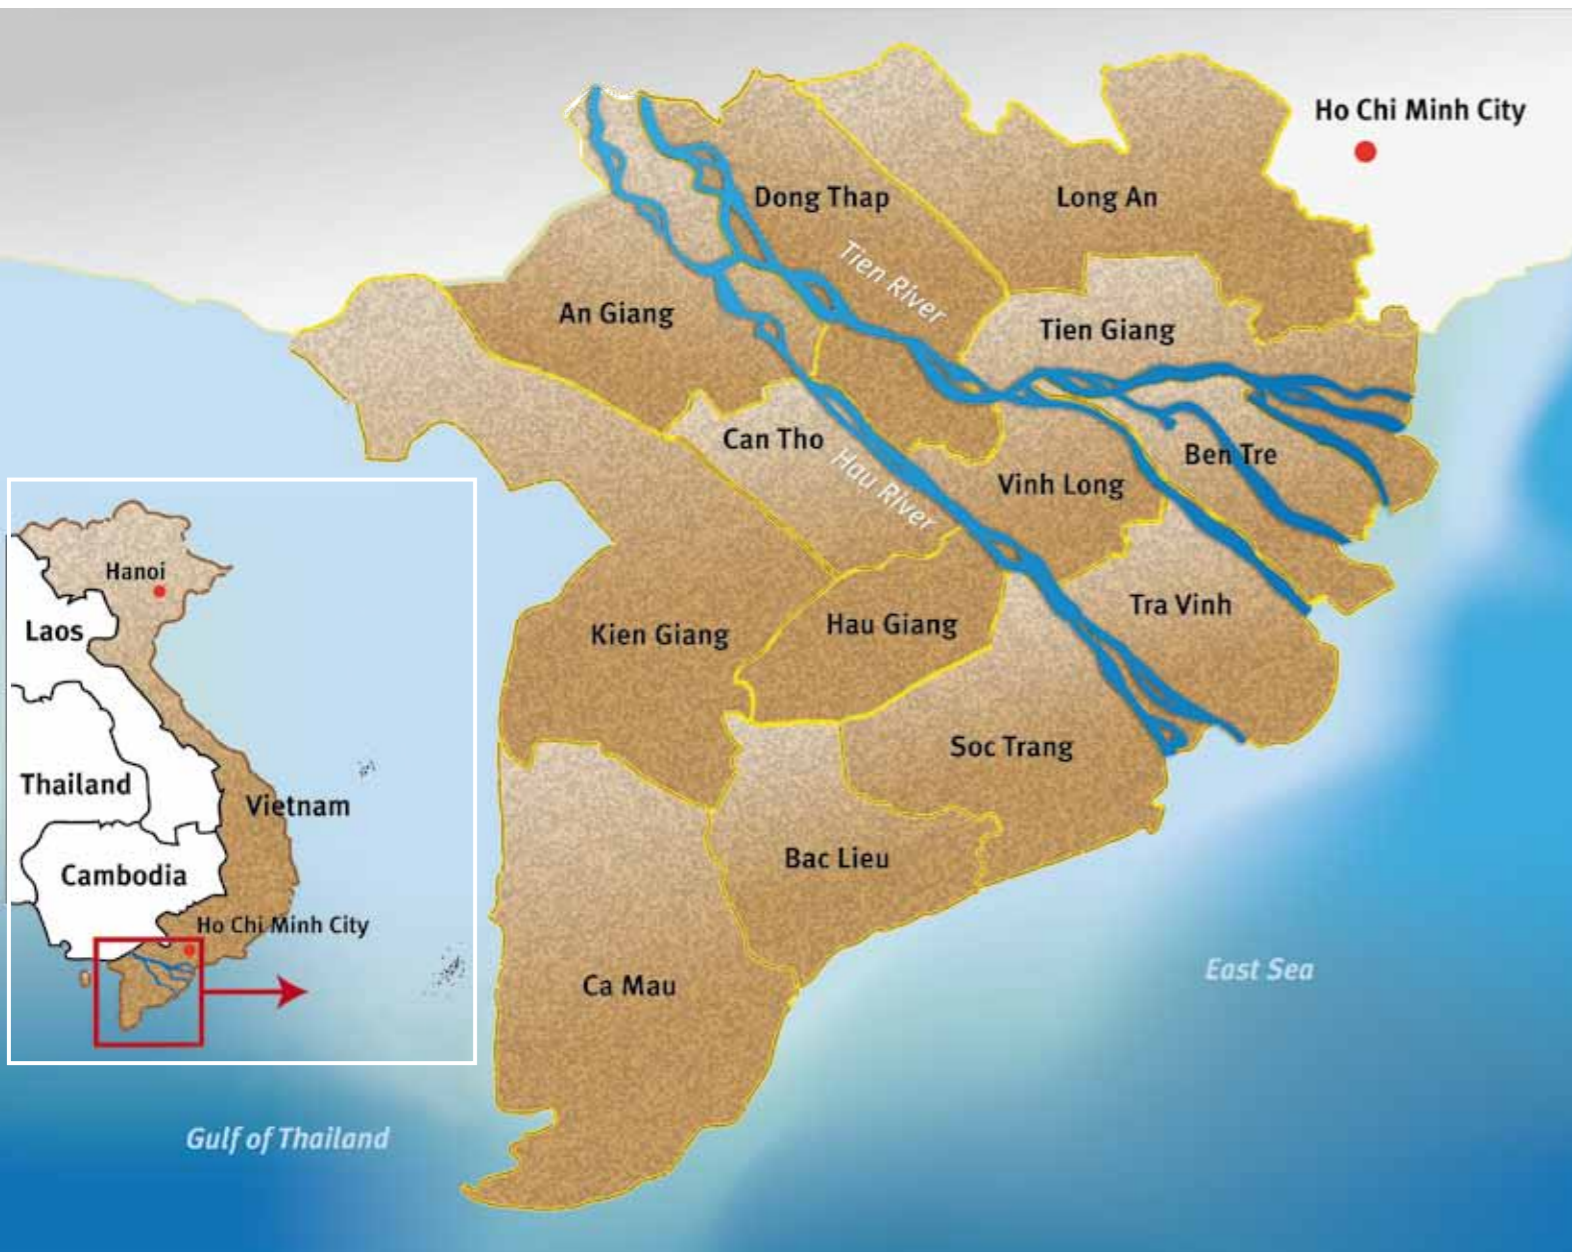 Ho Chi Minh City
Dong Thap
Long An
Tien River
An Giang
Tien Giang
Can Tho
Hau River
Ben Tre
Vinh Long
Tra Vinh
Hau Giang
Kien Giang
Soc Trang
Bac Lieu
Ca Mau
East Sea
Gulf of Thailand
Hanoi
Laos
Thailand
Vietnam
Cambodia
Ho Chi Minh City